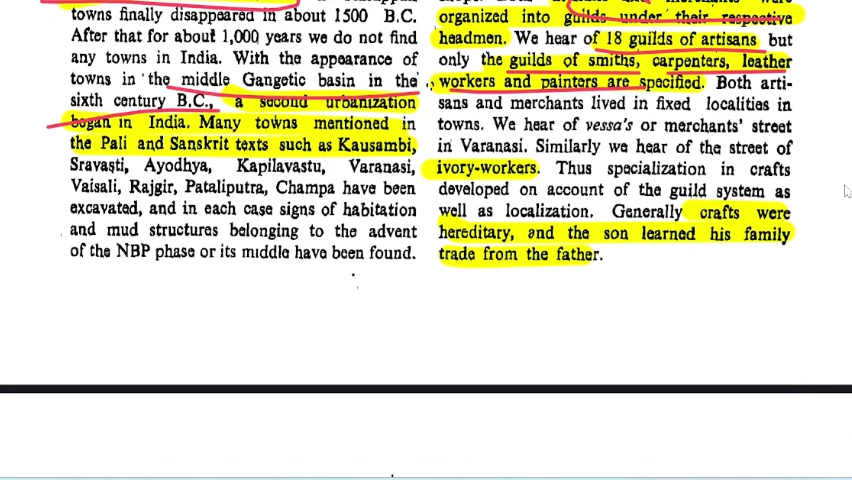 towns finally disappeared in about 1500 B.C.
After that for about 1,000 years we do not find
any towns in India. With the appearance of
towns in the middle Gangetic basin in the
sixth century B.C., a second urbanization
began in India. Many towns mentioned in
the Pali and Sanskrit texts such as Kausambi,
Sravasti, Ayodhya, Kapilavastu, Varanasi,
Vaisali, Rajgir, Pataliputra, Champa have been
excavated, and in each case signs of habitation
and mud structures belonging to the advent
of the NBP phase or its middle have been found.
organized into guilds under their respective
headmen. We hear of 18 guilds of artisans but
only the guilds of smiths, carpenters, leather
workers and painters are specified. Both arti-
sans and merchants lived in fixed localities in
towns. We hear of vessa's or merchants' street
in Varanasi. Similarly we hear of the street of
ivory-workers. Thus specialization in crafts
developed on account of the guild system as
well as localization. Generally crafts were
hereditary, and the son learned his family
trade from the father.